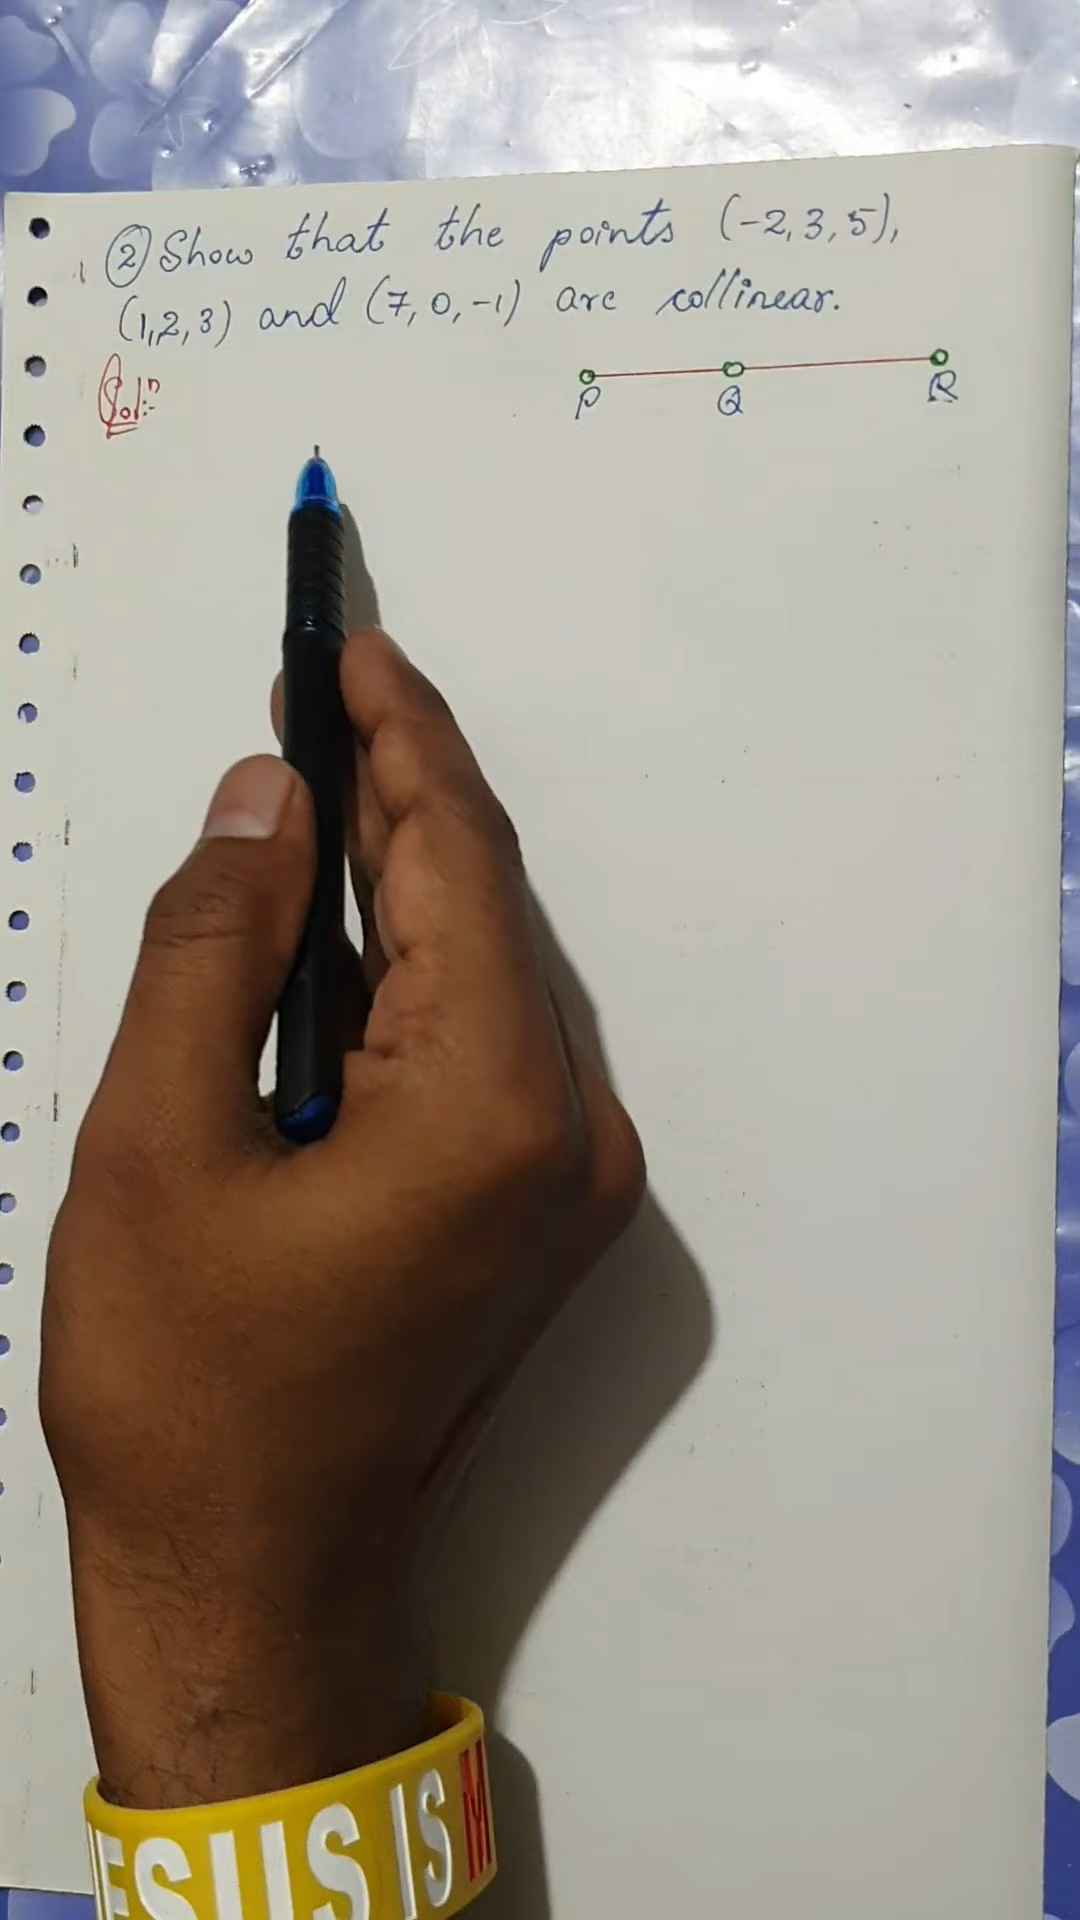 ② Show that the points (-2,3,5),
(1,2,3) and (7,0,-1) are collinear.
Solⁿ:-
P Q R
ESUS IS M